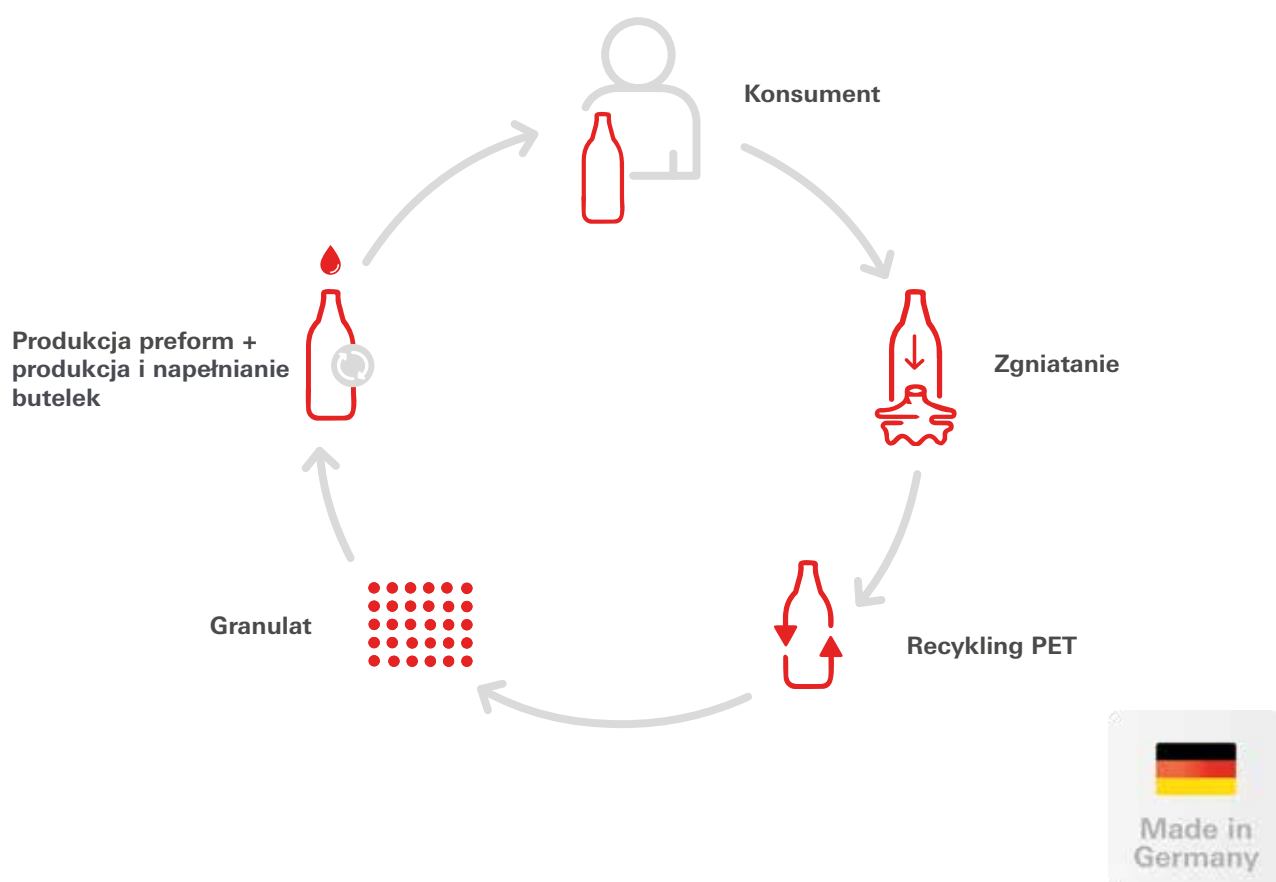 Konsument
Zgniatanie
Recykling PET
Granulat
Produkcja preform +
produkcja i napełnianie
butelek
Made in
Germany